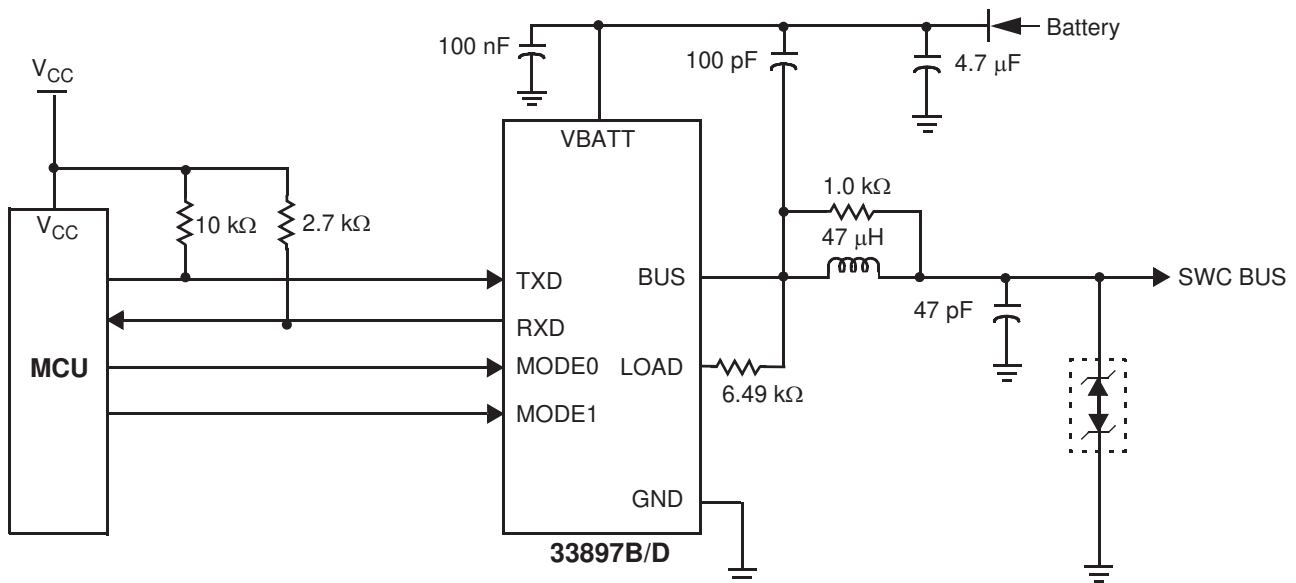 Battery
100 nF
100 pF
4.7 μF
VCC
VBATT
1.0 kΩ
VCC
10 kΩ
2.7 kΩ
47 μH
TXD
BUS
SWC BUS
47 pF
RXD
MCU
MODE0
LOAD
6.49 kΩ
MODE1
GND
33897B/D